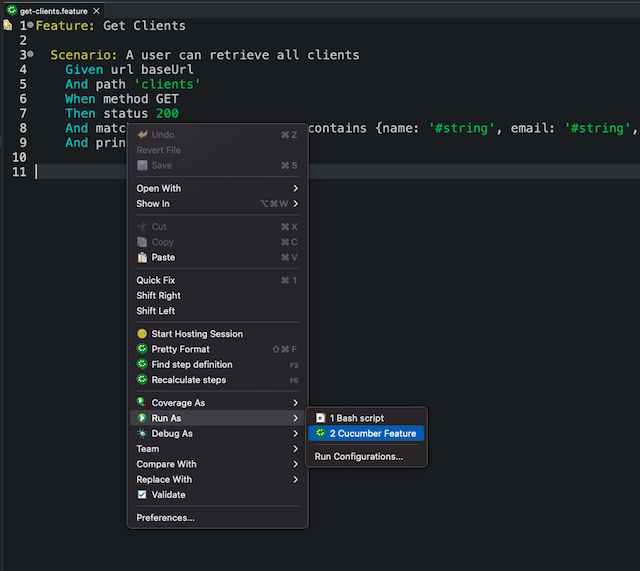 get-clients.feature
1 Feature: Get Clients
2
3 Scenario: A user can retrieve all clients
4 Given url baseUrl
5 And path 'clients'
6 When method GET
7 Then status 200
8 And matc contains {name: '#string', email: '#string',
9 And prin
10
11
Undo ⌘ Z
Revert File
Save ⌘ S
Open With
Show In ⌥⌘ W
Cut ⌘ X
Copy ⌘ C
Paste ⌘ V
Quick Fix ⌘ 1
Shift Right
Shift Left
Start Hosting Session
Pretty Format ⇧⌘ F
Find step definition F3
Recalculate steps F5
Coverage As
Run As
1 Bash script
Debug As
2 Cucumber Feature
Team
Compare With
Run Configurations...
Replace With
Validate
Preferences...